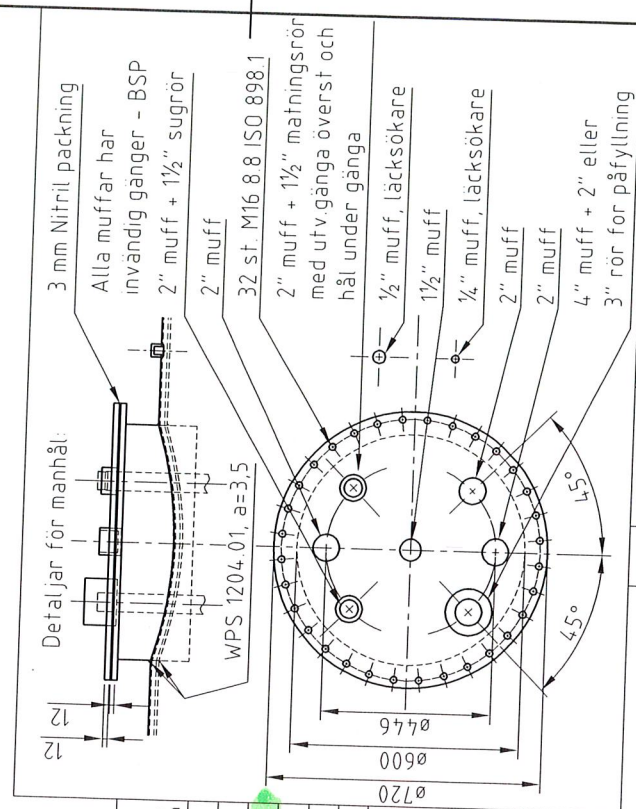 Detaljar för manhål:
3 mm Nitril packning
Alla muffar har
invändig gänger - BSP
2" muff + 1½" sugrör
2" muff
32 st. M16 8.8 ISO 898.1
2" muff + 1½" matningsrör
med utv.gänga överst och
hål under gänga
½" muff, läcksökare
1½" muff
¼" muff, läcksökare
2" muff
2" muff
4" muff + 2" eller
3" rör for påfyllning
12
12
WPS 1204.01, a=3,5
ø446
ø600
ø720
45°
45°